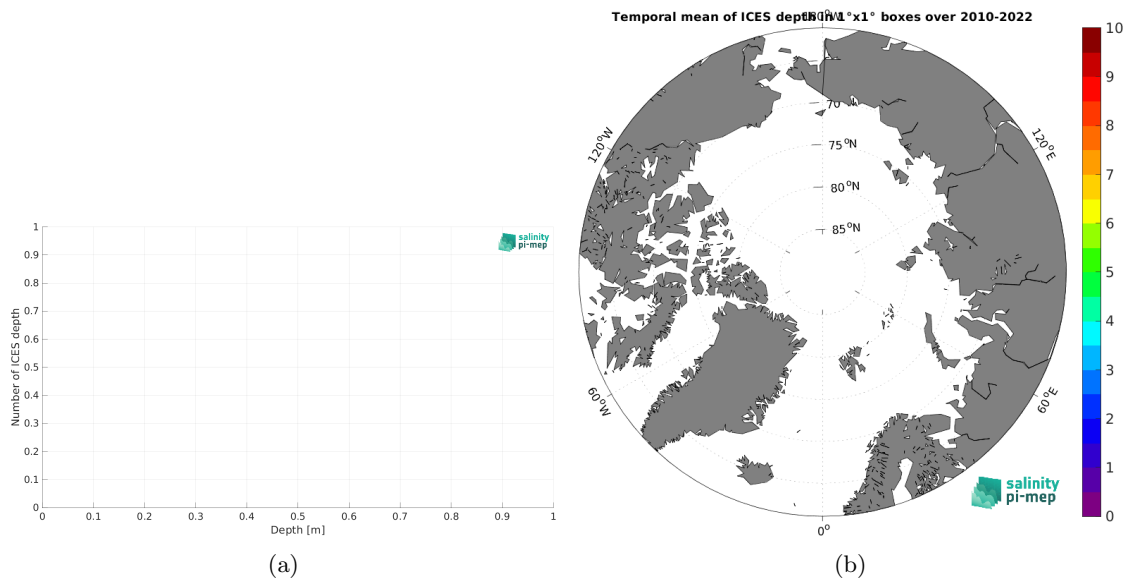 1
0.9
0.8
0.7
0.6
0.5
0.4
0.3
0.2
0.1
0
Number of ICES depth
0 0.1 0.2 0.3 0.4 0.5 0.6 0.7 0.8 0.9 1
Depth [m]
salinity
pi-mep
(a)
Temporal mean of ICES depth in 1°x1° boxes over 2010-2022
180°W
120°W
120°E
70°N
75°N
80°N
85°N
60°W
60°E
0°
salinity
pi-mep
10
9
8
7
6
5
4
3
2
1
0
(b)